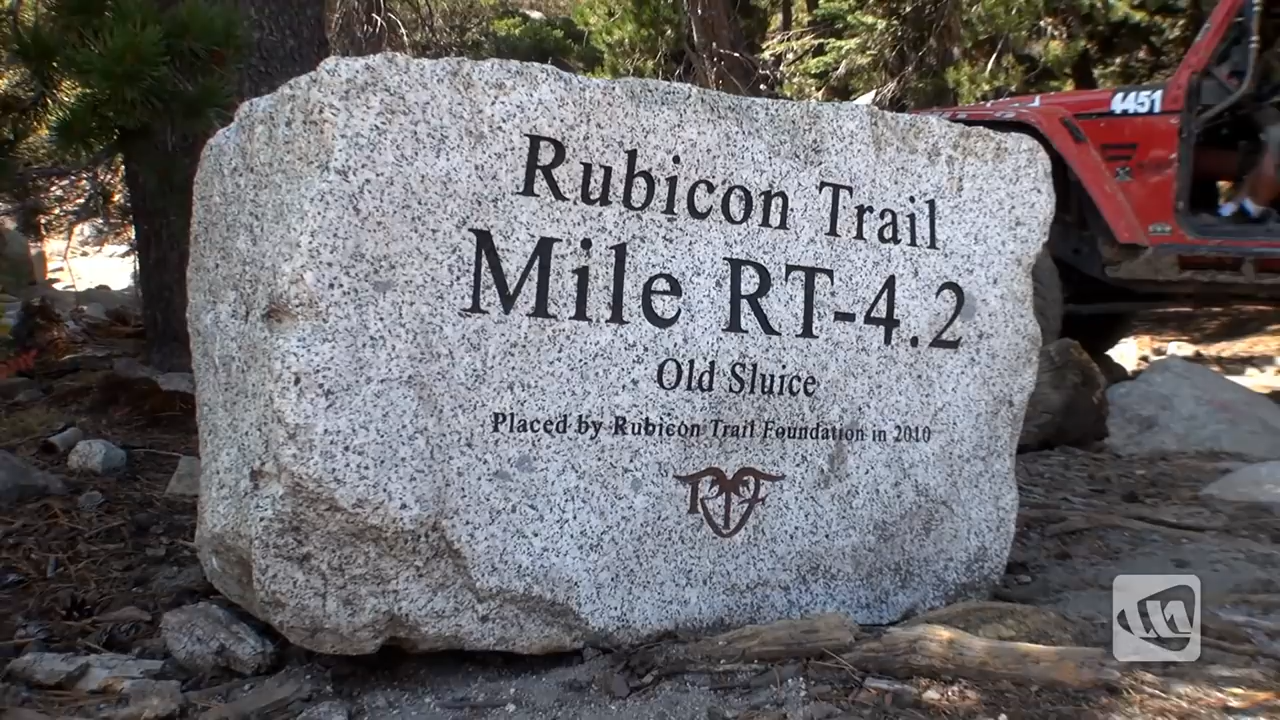 Rubicon Trail
Mile RT-4.2
Old Sluice
Placed by Rubicon Trail Foundation in 2010
RTF
4451